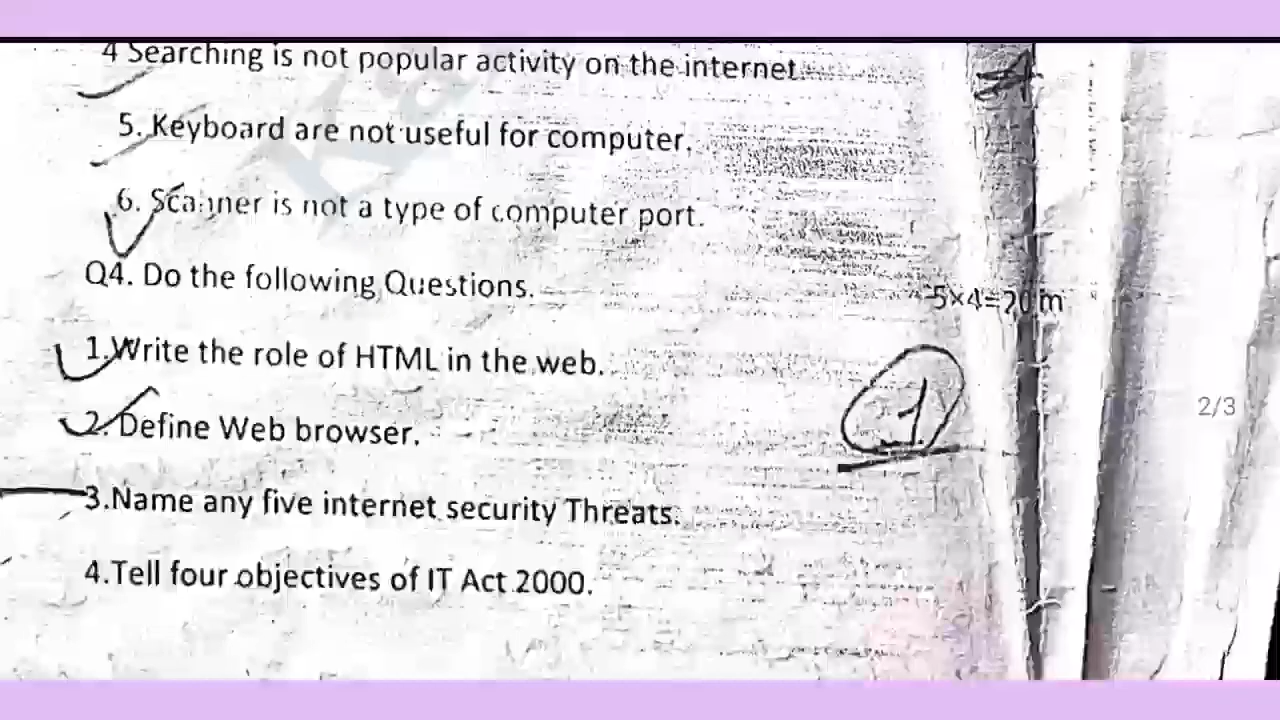 4 Searching is not popular activity on the internet
5. Keyboard are not useful for computer.
6. Scanner is not a type of computer port.
Q4. Do the following Questions.
5×4=20 m
1.Write the role of HTML in the web.
1
2/3
2. Define Web browser.
3.Name any five internet security Threats.
4.Tell four objectives of IT Act 2000.